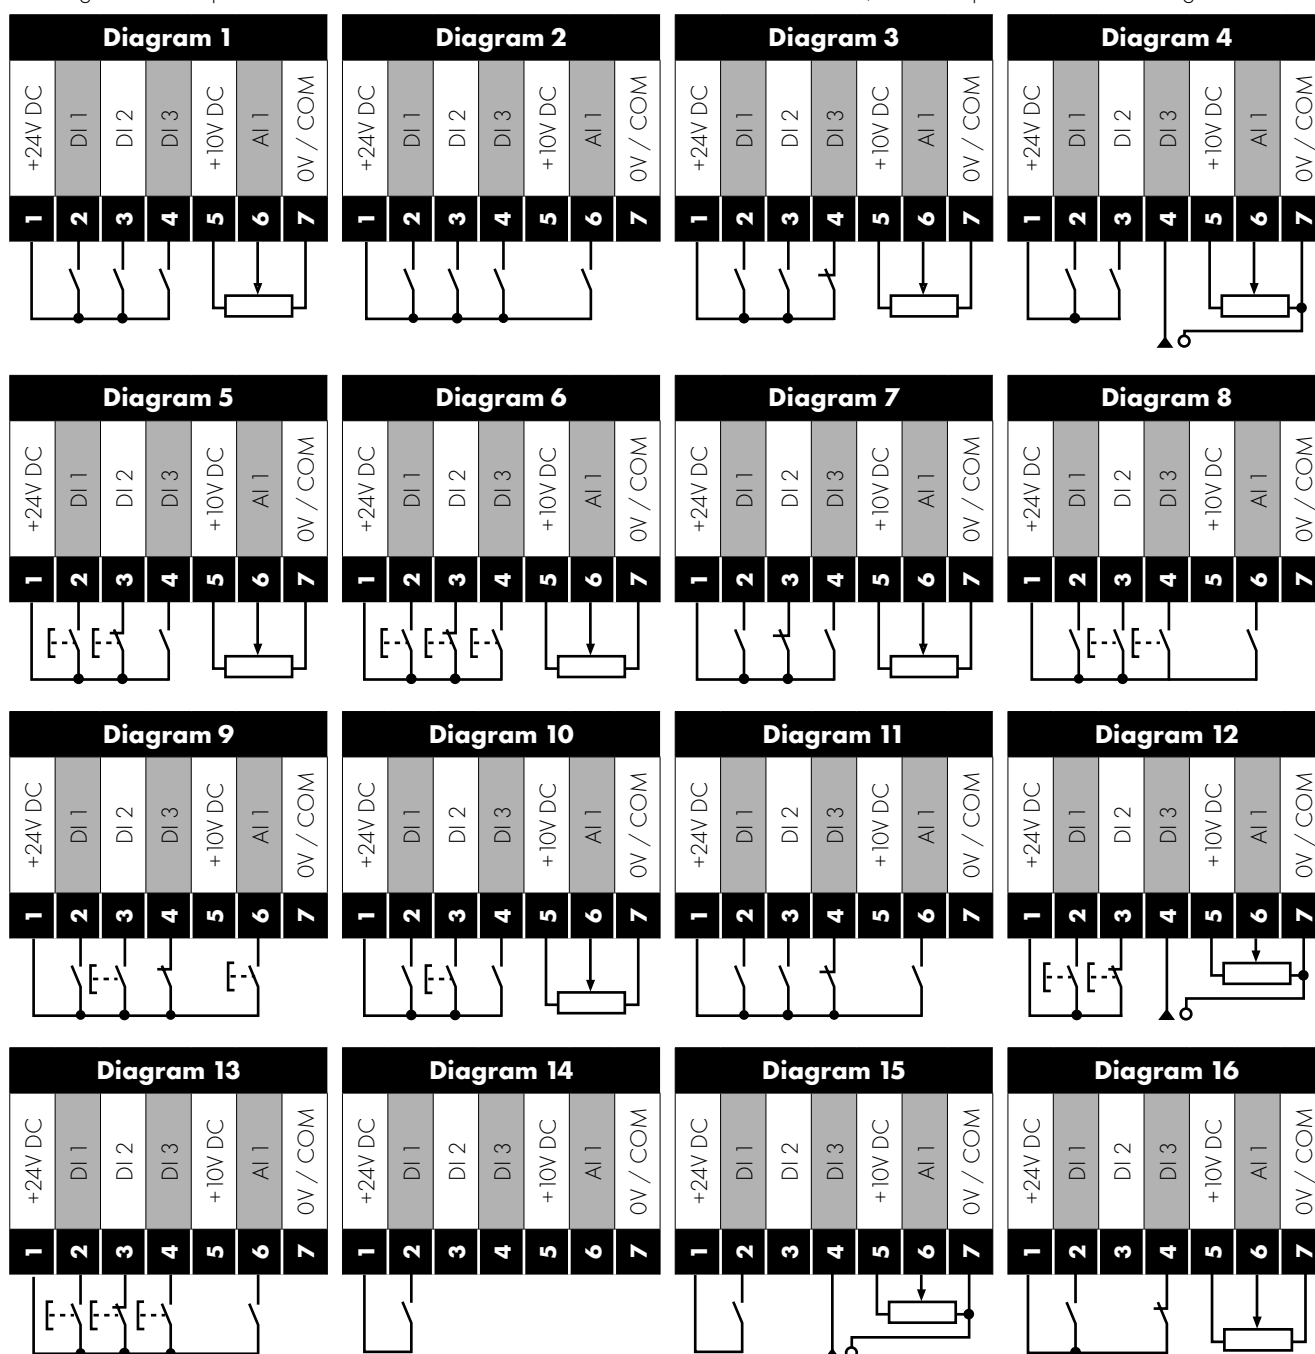 Diagram 1 Diagram 2 Diagram 3 Diagram 4
+24V DC DI 1 DI 2 DI 3 +10V DC AI 1 0V / COM +24V DC DI 1 DI 2 DI 3 +10V DC AI 1 0V / COM +24V DC DI 1 DI 2 DI 3 +10V DC AI 1 0V / COM +24V DC DI 1 DI 2 DI 3 +10V DC AI 1 0V / COM
1 2 3 4 5 6 7 1 2 3 4 5 6 7 1 2 3 4 5 6 7 1 2 3 4 5 6 7
Diagram 5 Diagram 6 Diagram 7 Diagram 8
+24V DC DI 1 DI 2 DI 3 +10V DC AI 1 0V / COM +24V DC DI 1 DI 2 DI 3 +10V DC AI 1 0V / COM +24V DC DI 1 DI 2 DI 3 +10V DC AI 1 0V / COM +24V DC DI 1 DI 2 DI 3 +10V DC AI 1 0V / COM
1 2 3 4 5 6 7 1 2 3 4 5 6 7 1 2 3 4 5 6 7 1 2 3 4 5 6 7
Diagram 9 Diagram 10 Diagram 11 Diagram 12
+24V DC DI 1 DI 2 DI 3 +10V DC AI 1 0V / COM +24V DC DI 1 DI 2 DI 3 +10V DC AI 1 0V / COM +24V DC DI 1 DI 2 DI 3 +10V DC AI 1 0V / COM +24V DC DI 1 DI 2 DI 3 +10V DC AI 1 0V / COM
1 2 3 4 5 6 7 1 2 3 4 5 6 7 1 2 3 4 5 6 7 1 2 3 4 5 6 7
Diagram 13 Diagram 14 Diagram 15 Diagram 16
+24V DC DI 1 DI 2 DI 3 +10V DC AI 1 0V / COM +24V DC DI 1 DI 2 DI 3 +10V DC AI 1 0V / COM +24V DC DI 1 DI 2 DI 3 +10V DC AI 1 0V / COM +24V DC DI 1 DI 2 DI 3 +10V DC AI 1 0V / COM
1 2 3 4 5 6 7 1 2 3 4 5 6 7 1 2 3 4 5 6 7 1 2 3 4 5 6 7